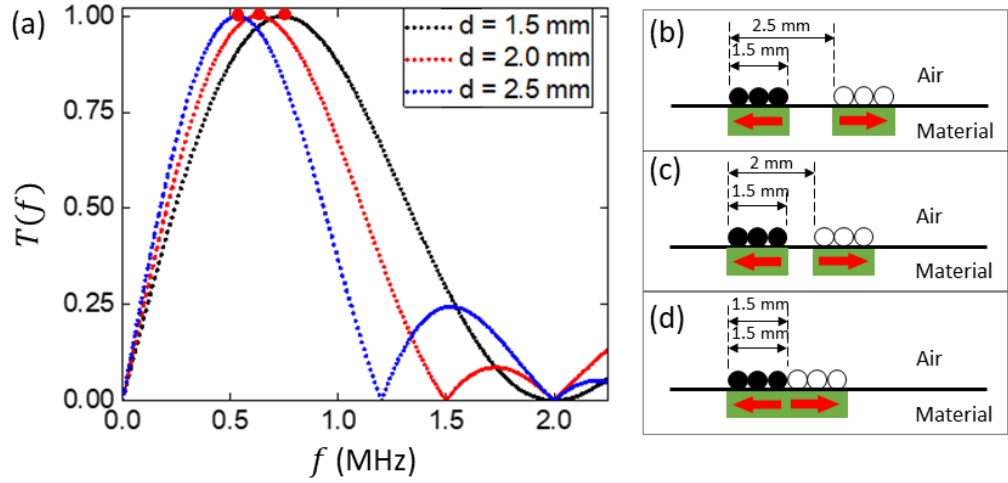 (a)
d = 1.5 mm
d = 2.0 mm
d = 2.5 mm
1.00
0.75
0.50
0.25
0.00
T(f)
0.0 0.5 1.0 1.5 2.0
f (MHz)
(b)
2.5 mm
1.5 mm
Air
Material
(c)
2 mm
1.5 mm
Air
Material
(d)
1.5 mm
1.5 mm
Air
Material